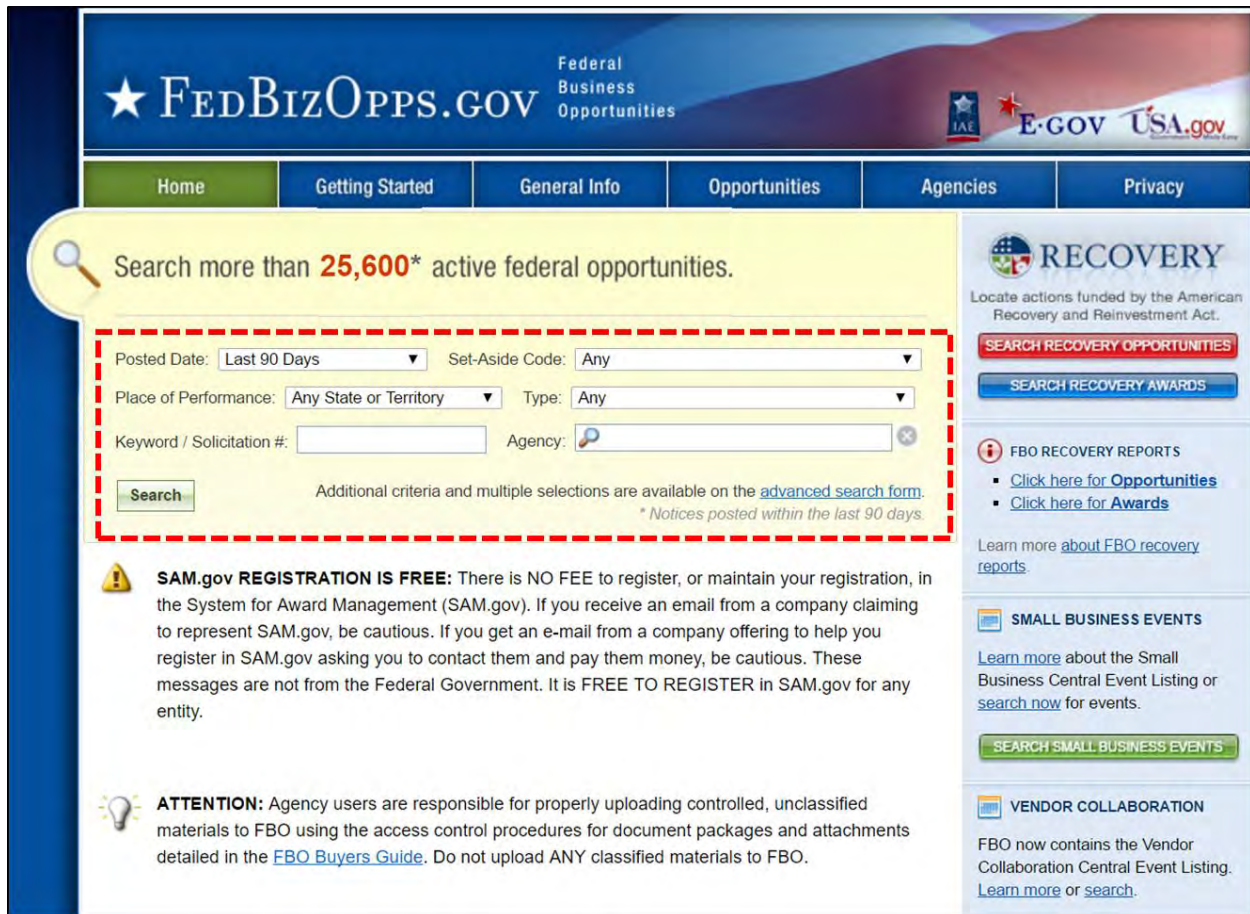 ★ FEDBIZOPPS.GOV
Federal
Business
Opportunities
IAE
E-GOV
USA.gov
Home
Getting Started
General Info
Opportunities
Agencies
Privacy
Search more than 25,600* active federal opportunities.
Posted Date: Last 90 Days
Set-Aside Code: Any
Place of Performance: Any State or Territory
Type: Any
Keyword / Solicitation #:
Agency:
Search
Additional criteria and multiple selections are available on the advanced search form.
* Notices posted within the last 90 days.
SAM.gov REGISTRATION IS FREE: There is NO FEE to register, or maintain your registration, in
the System for Award Management (SAM.gov). If you receive an email from a company claiming
to represent SAM.gov, be cautious. If you get an e-mail from a company offering to help you
register in SAM.gov asking you to contact them and pay them money, be cautious. These
messages are not from the Federal Government. It is FREE TO REGISTER in SAM.gov for any
entity.
ATTENTION: Agency users are responsible for properly uploading controlled, unclassified
materials to FBO using the access control procedures for document packages and attachments
detailed in the FBO Buyers Guide. Do not upload ANY classified materials to FBO.
RECOVERY
Locate actions funded by the American
Recovery and Reinvestment Act.
SEARCH RECOVERY OPPORTUNITIES
SEARCH RECOVERY AWARDS
FBO RECOVERY REPORTS
Click here for Opportunities
Click here for Awards
Learn more about FBO recovery
reports
SMALL BUSINESS EVENTS
Learn more about the Small
Business Central Event Listing or
search now for events.
SEARCH SMALL BUSINESS EVENTS
VENDOR COLLABORATION
FBO now contains the Vendor
Collaboration Central Event Listing.
Learn more or search.